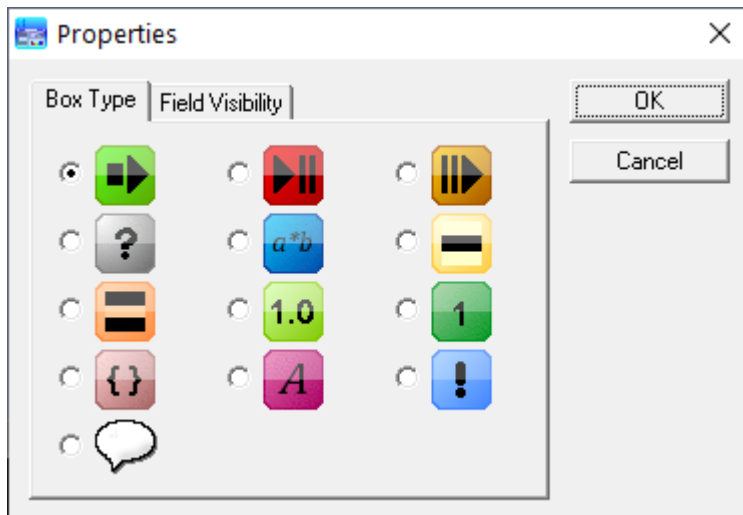 Properties
Box Type
Field Visibility
OK
Cancel
?
a*b
1.0
1
{ }
A
!